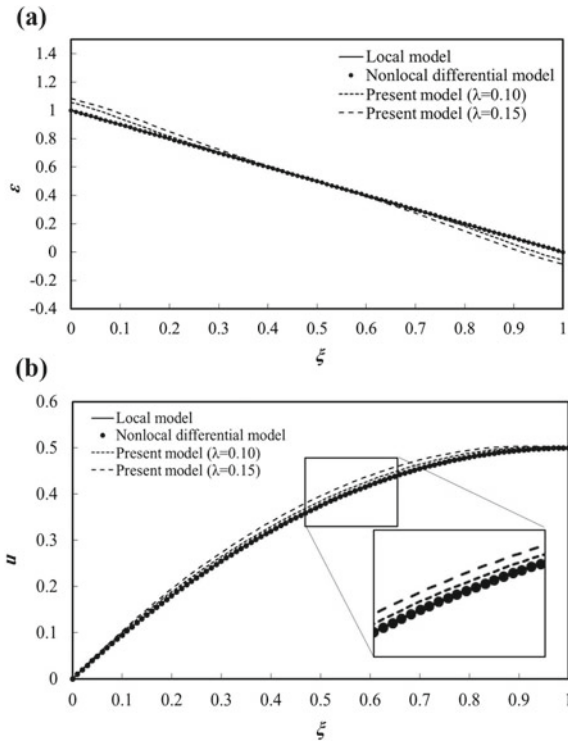 (a)
1.4
1.2
1
0.8
0.6
0.4
0.2
0
-0.2
-0.4
ε
Local model
Nonlocal differential model
Present model (λ=0.10)
Present model (λ=0.15)
0 0.1 0.2 0.3 0.4 0.5 0.6 0.7 0.8 0.9 1
ξ
(b)
0.6
0.5
0.4
0.3
0.2
0.1
0
u
Local model
Nonlocal differential model
Present model (λ=0.10)
Present model (λ=0.15)
0 0.1 0.2 0.3 0.4 0.5 0.6 0.7 0.8 0.9 1
ξ